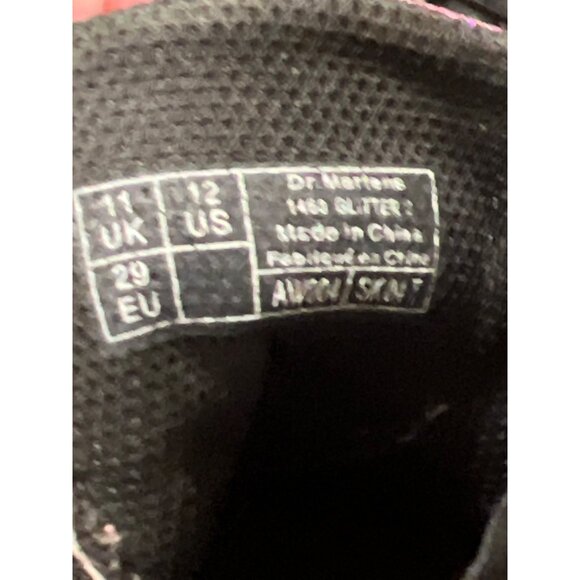 11 UK
12 US
29 EU
Dr. Martens
1460 GLITTER
Made in China
Fabriqué en Chine